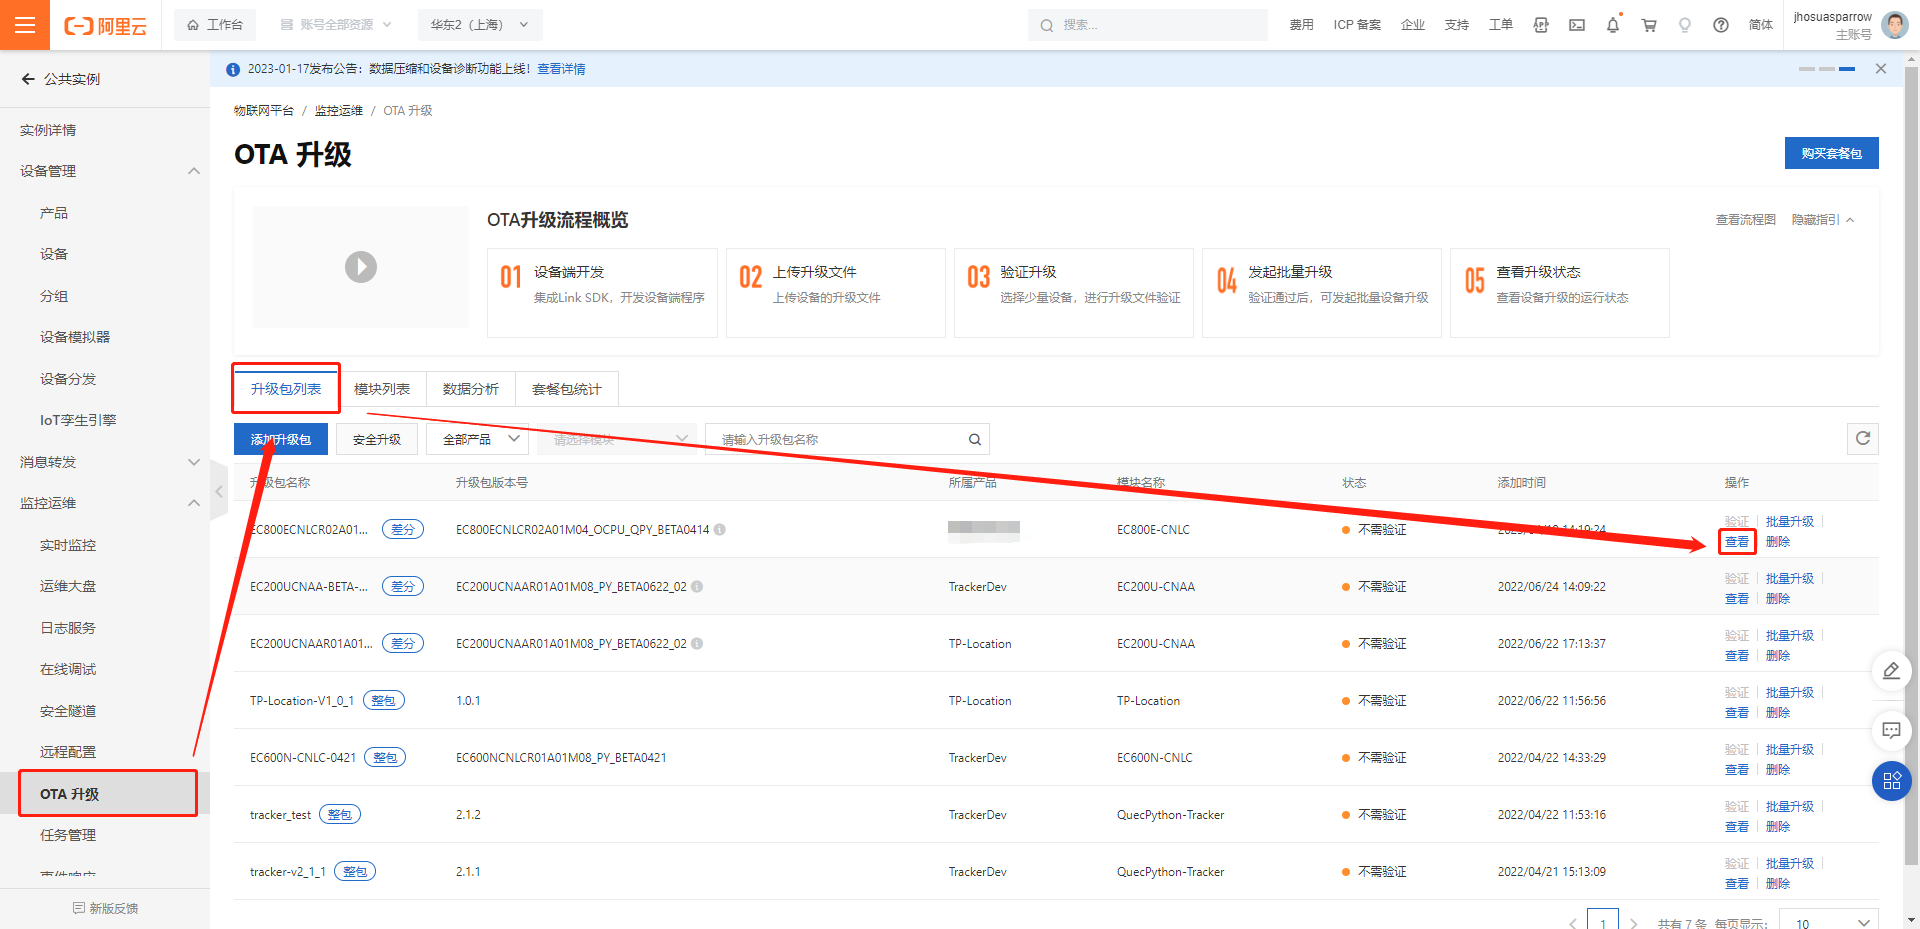 阿里云
工作台
账号全部资源
华东2（上海）
搜索...
费用
ICP 备案
企业
支持
工单
简体
jhosuasparrow
主账号
公共实例
2023-01-17发布公告：数据压缩和设备诊断功能上线！查看详情
物联网平台 / 监控运维 / OTA 升级
OTA 升级
购买套餐包
实例详情
设备管理
产品
设备
分组
设备模拟器
设备分发
IoT孪生引擎
消息转发
监控运维
实时监控
运维大盘
日志服务
在线调试
安全隧道
远程配置
OTA 升级
任务管理
事件响应
新版反馈
OTA升级流程概览
查看流程图 隐藏指引
01 设备端开发
集成Link SDK，开发设备端程序
02 上传升级文件
上传设备的升级文件
03 验证升级
选择少量设备，进行升级文件验证
04 发起批量升级
验证通过后，可发起批量设备升级
05 查看升级状态
查看设备升级的运行状态
升级包列表 模块列表 数据分析 套餐包统计
添加升级包 安全升级 全部产品 请选择模块 请输入升级包名称
升级包名称 升级包版本号 所属产品 模块名称 状态 添加时间 操作
EC800ECNLCR02A01... 差分 EC800ECNLCR02A01M04_OCPU_QPY_BETA0414 EC800E-CNLC 不需验证 验证 批量升级
查看 删除
EC200UCNAA-BETA-... 差分 EC200UCNAAR01A01M08_PY_BETA0622_02 TrackerDev EC200U-CNAA 不需验证 2022/06/24 14:09:22 验证 批量升级
查看 删除
EC200UCNAAR01A01... 差分 EC200UCNAAR01A01M08_PY_BETA0622_02 TP-Location EC200U-CNAA 不需验证 2022/06/22 17:13:37 验证 批量升级
查看 删除
TP-Location-V1_0_1 整包 1.0.1 TP-Location TP-Location 不需验证 2022/06/22 11:56:56 验证 批量升级
查看 删除
EC600N-CNLC-0421 整包 EC600NCNLCR01A01M08_PY_BETA0421 TrackerDev EC600N-CNLC 不需验证 2022/04/22 14:33:29 验证 批量升级
查看 删除
tracker_test 整包 2.1.2 TrackerDev QuecPython-Tracker 不需验证 2022/04/22 11:53:16 验证 批量升级
查看 删除
tracker-v2_1_1 整包 2.1.1 TrackerDev QuecPython-Tracker 不需验证 2022/04/21 15:13:09 验证 批量升级
查看 删除
1 共有 7 条 每页显示： 10